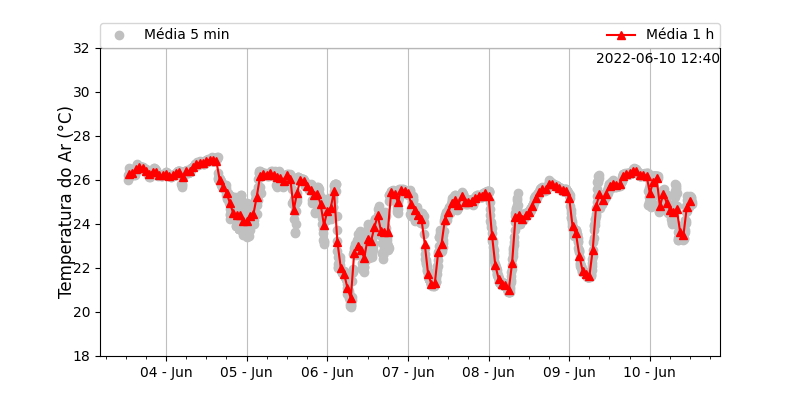 Média 5 min
Média 1 h
2022-06-10 12:40
Temperatura do Ar (°C)
32
30
28
26
24
22
20
18
04 - Jun
05 - Jun
06 - Jun
07 - Jun
08 - Jun
09 - Jun
10 - Jun